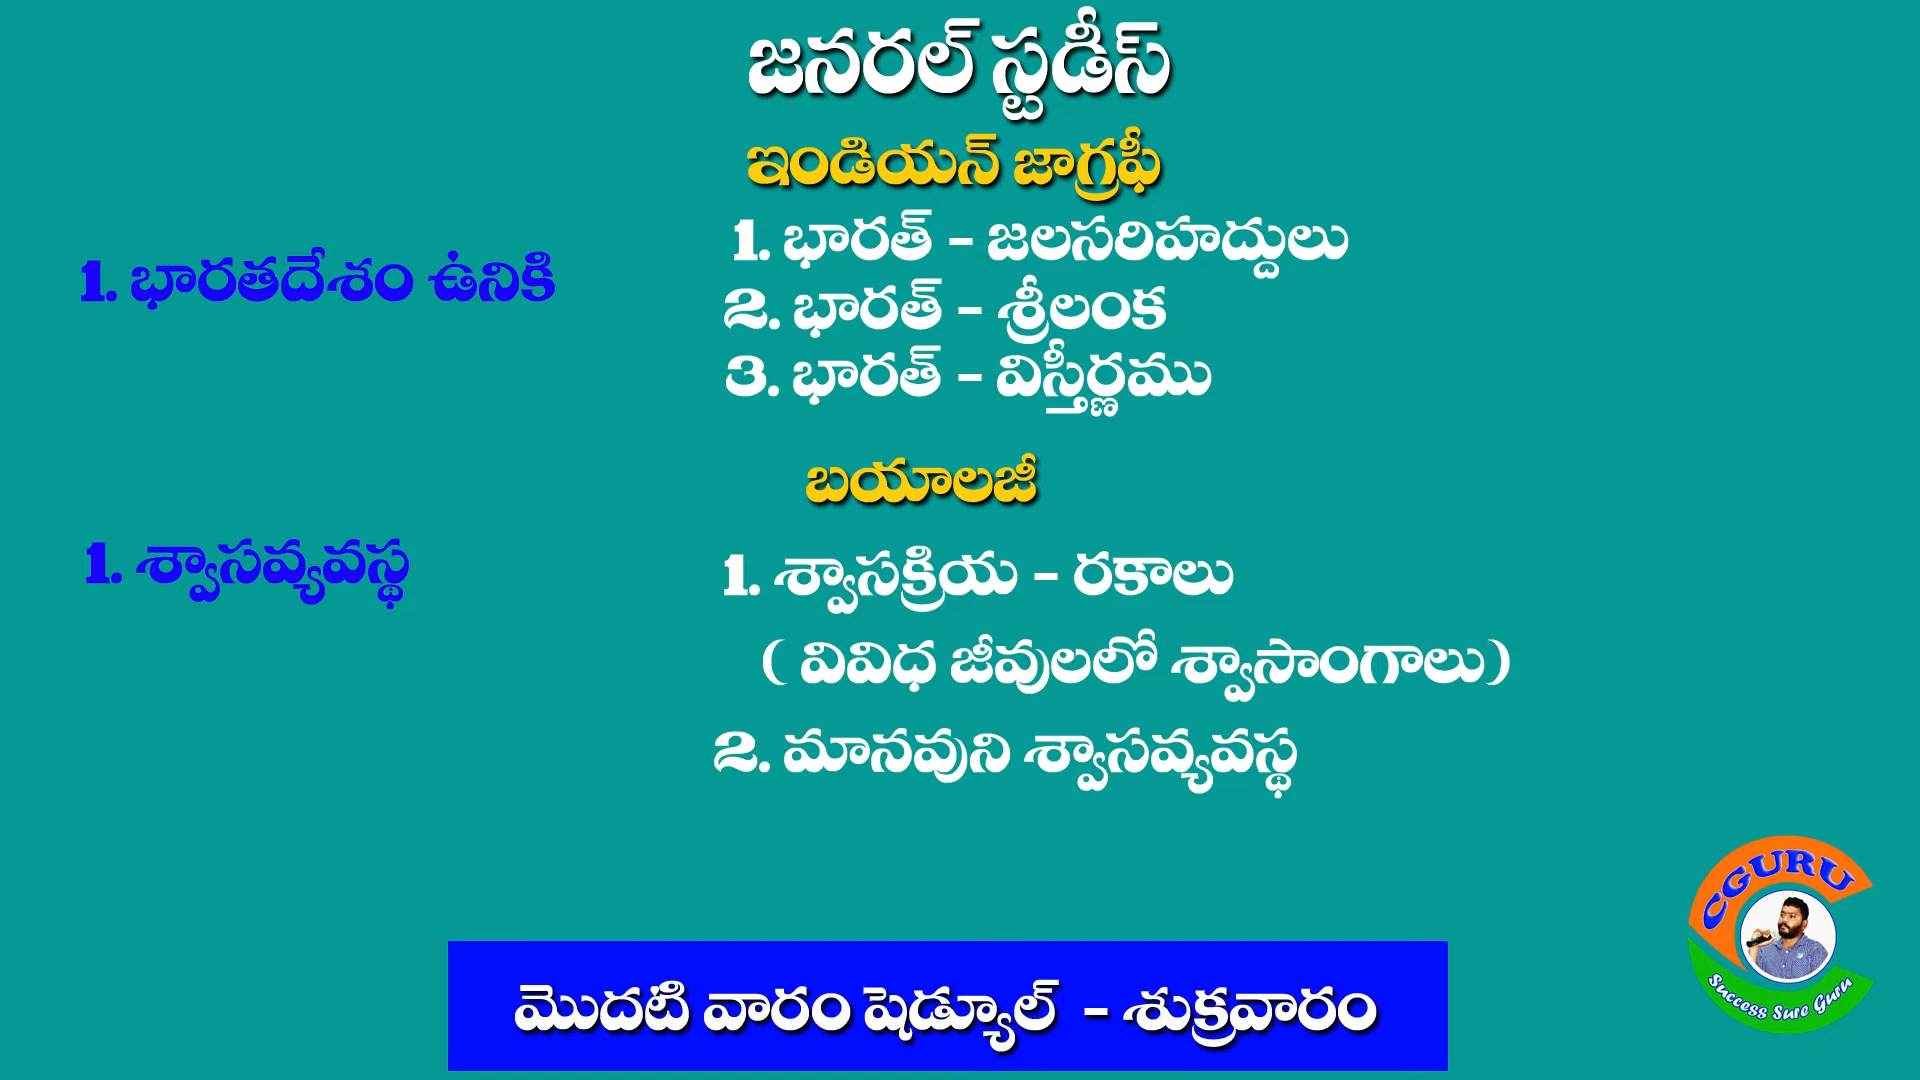 జనరల్ స్టడీస్
ఇండియన్ జాగ్రఫీ
1. భారతదేశం ఉనికి
1. భారత్ - జలసరిహద్దులు
2. భారత్ - శ్రీలంక
3. భారత్ - విస్తీర్ణము
బయాలజీ
1. శ్వాసవ్యవస్థ
1. శ్వాసక్రియ - రకాలు
( వివిధ జీవులలో శ్వాసాంగాలు)
2. మానవుని శ్వాసవ్యవస్థ
CGURU
Success Sure Guru
మొదటి వారం షెడ్యూల్ - శుక్రవారం